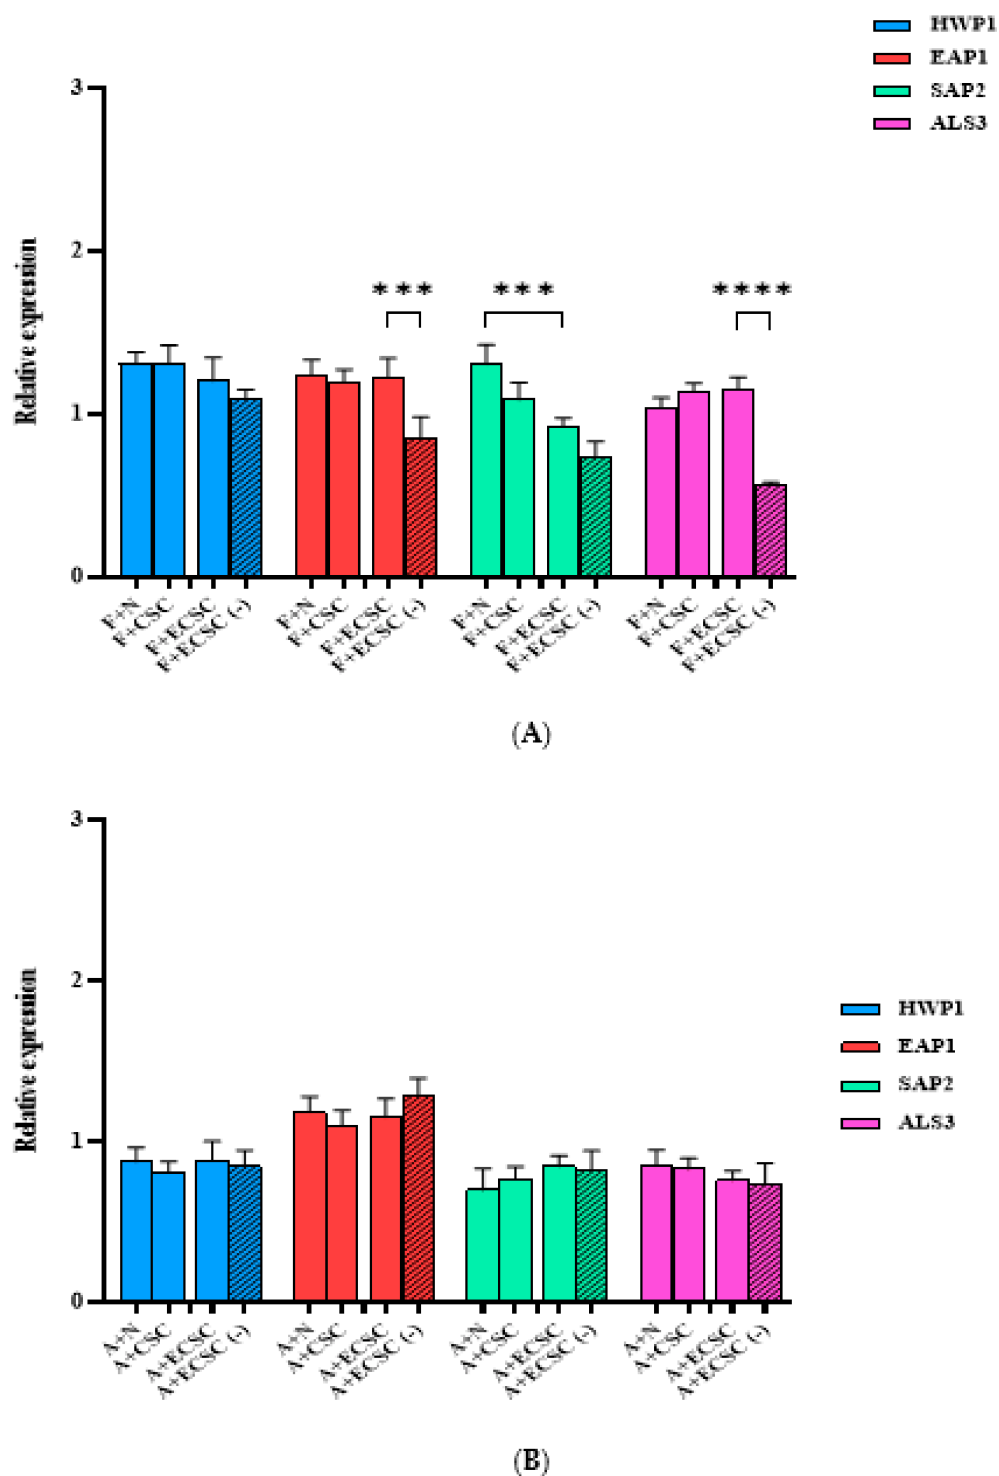 HWP1
EAP1
SAP2
ALS3
Relative expression
3
2
1
0
*** *** ****
F+N F+CSC F+ECSC F+ECSC (-) F+N F+CSC F+ECSC F+ECSC (-) F+N F+CSC F+ECSC F+ECSC (-) F+N F+CSC F+ECSC F+ECSC (-)
(A)
Relative expression
3
2
1
0
HWP1
EAP1
SAP2
ALS3
A+N A+CSC A+ECSC A+ECSC (-) A+N A+CSC A+ECSC A+ECSC (-) A+N A+CSC A+ECSC A+ECSC (-) A+N A+CSC A+ECSC A+ECSC (-)
(B)